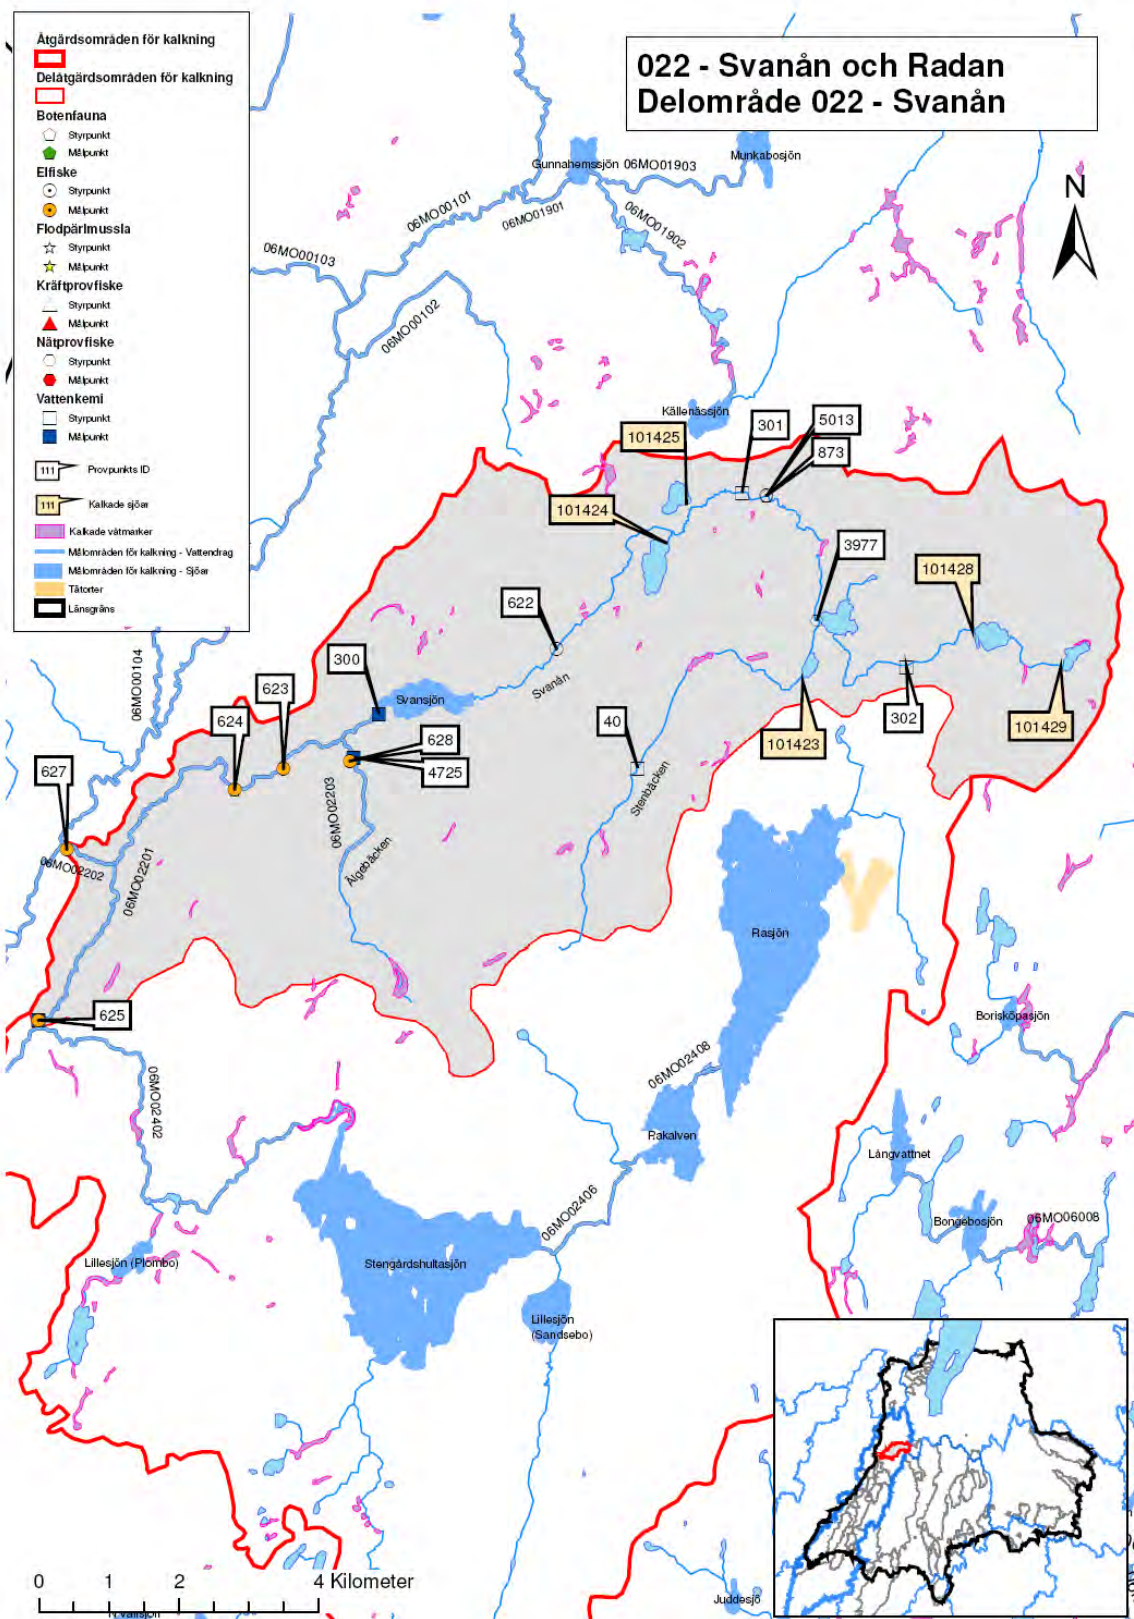 Åtgärdsområden för kalkning
Delåtgärdsområden för kalkning
Botenfauna
Styrpunkt
Målpunkt
Elfiske
Styrpunkt
Målpunkt
Flodpärlmussla
Styrpunkt
Målpunkt
Kräftprovfiske
Styrpunkt
Målpunkt
Nätprovfiske
Styrpunkt
Målpunkt
Vattenkemi
Styrpunkt
Målpunkt
111 Provpunkts ID
111 Kalkade sjöar
Kalkade våtmarker
Målområden för kalkning - Vattendrag
Målområden för kalkning - Sjöar
Tätorter
Länsgräns
022 - Svanån och Radan
Delområde 022 - Svanån
N
Gunnahemssjön
06MO01903
Munkabosjön
06MO00101
06MO01901
06MO01902
06MO00103
06MO00102
Källenässjön
101425
301
5013
873
101424
3977
101428
622
06MO00104
300
623
Svansjön
Svanån
624
40
302
101429
101423
628
4725
627
06MO02203
Stenbäcken
06MO02202
06MO02201
Älgebäcken
Rasjön
625
Borisköpasjön
06MO02408
06MO02402
Rakalven
Långvattnet
06MO02406
Bongebosjön
06MO06008
Lillesjön (Plombo)
Stengårdshultasjön
Lillesjön
(Sandsebo)
0 1 2 4 Kilometer
Juddesjö